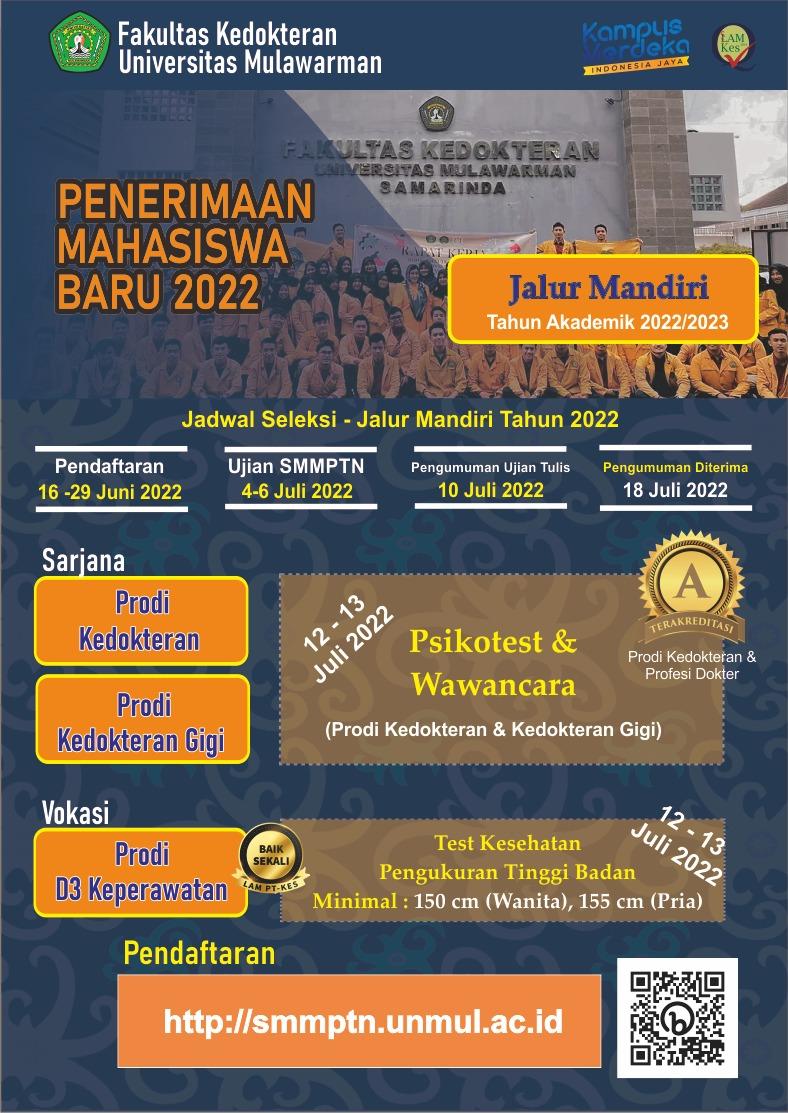 Fakultas Kedokteran
Universitas Mulawarman
Kampus
Merdeka
INDONESIA JAYA
LAM
Kes
FAKULTAS KEDOKTERAN
UNIVERSITAS MULAWARMAN
SAMARINDA
RAPAT KERJA
PENERIMAAN
MAHASISWA
BARU 2022
Jalur Mandiri
Tahun Akademik 2022/2023
Jadwal Seleksi - Jalur Mandiri Tahun 2022
Pendaftaran
16 -29 Juni 2022
Ujian SMMPTN
4-6 Juli 2022
Pengumuman Ujian Tulis
10 Juli 2022
Pengumuman Diterima
18 Juli 2022
Sarjana
Prodi
Kedokteran
Prodi
Kedokteran Gigi
12 - 13
Juli 2022
Psikotest &
Wawancara
(Prodi Kedokteran & Kedokteran Gigi)
A
TERAKREDITASI
Prodi Kedokteran &
Profesi Dokter
Vokasi
Prodi
D3 Keperawatan
BAIK
SEKALI
LAM PT-KES
12 - 13
Juli 2022
Test Kesehatan
Pengukuran Tinggi Badan
Minimal : 150 cm (Wanita), 155 cm (Pria)
Pendaftaran
http://smmptn.unmul.ac.id